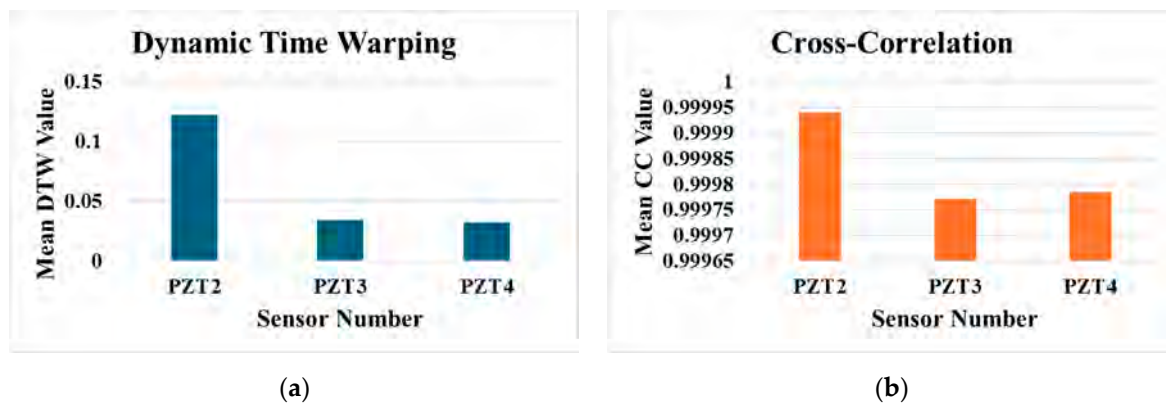 Dynamic Time Warping
Mean DTW Value
0.15
0.1
0.05
0
PZT2 PZT3 PZT4
Sensor Number
(a)
Cross-Correlation
Mean CC Value
1
0.99995
0.9999
0.99985
0.9998
0.99975
0.9997
0.99965
PZT2 PZT3 PZT4
Sensor Number
(b)